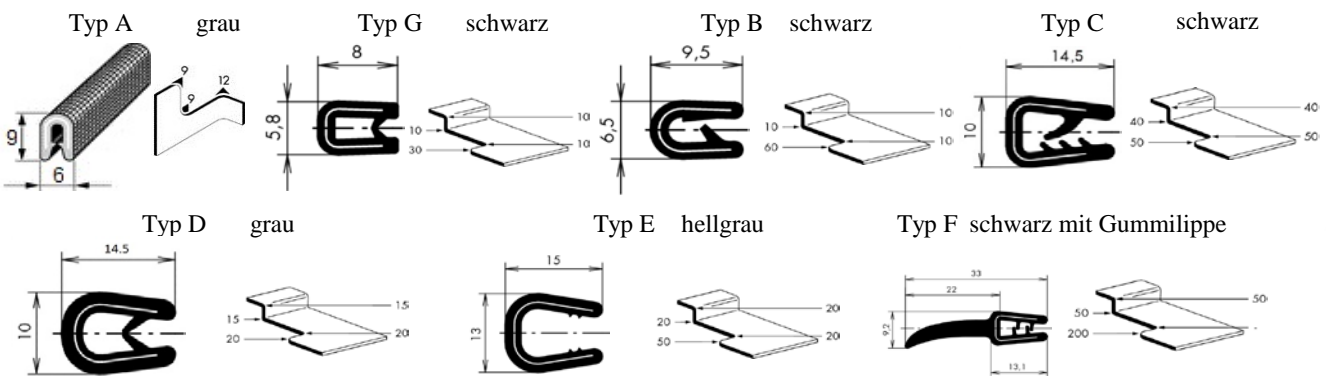 Typ A grau Typ G schwarz Typ B schwarz Typ C schwarz
9 9 12 9 6
8 5,8 10 10 30 10
9,5 6,5 10 10 60 10
14,5 10 40 40 50 50
Typ D grau Typ E hellgrau Typ F schwarz mit Gummilippe
14.5 10 15 15 20 20
15 13 20 20 50 20
33 22 9,2 13,1 50 50 200